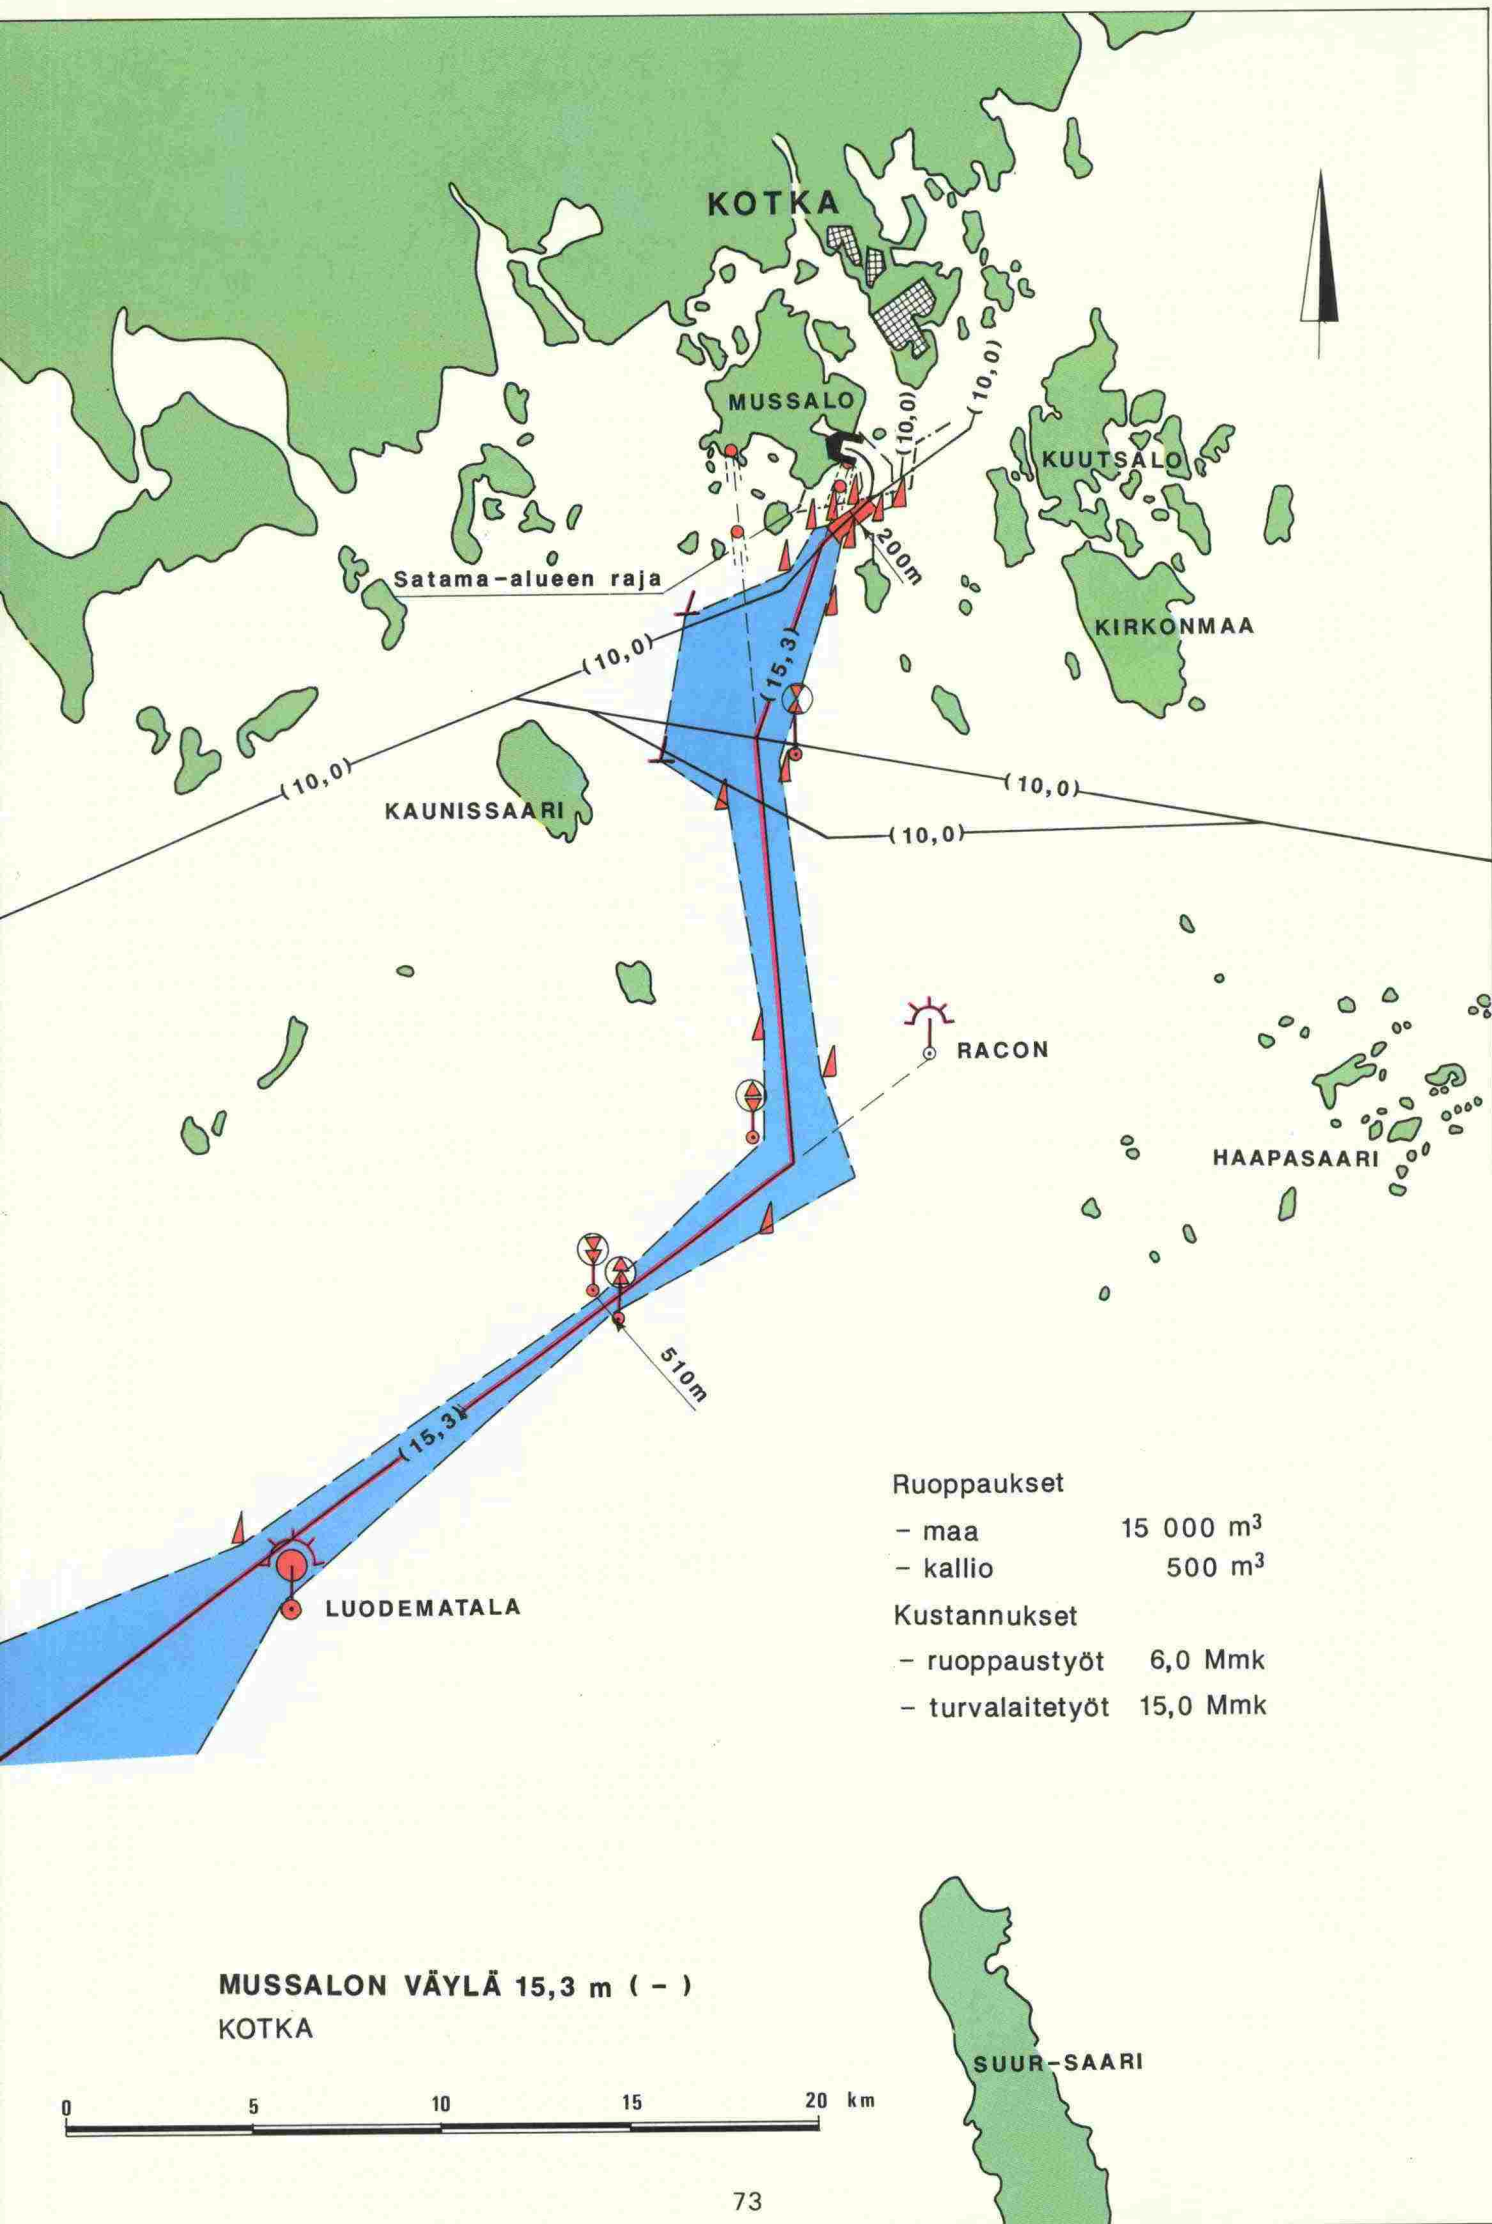 KOTKA
(10,0)
(10,0)
MUSSALO
KUUTSALO
200m
Satama-alueen raja
KIRKONMAA
(10,0)
(15,3)
(10,0)
(10,0)
KAUNISSAARI
(10,0)
RACON
HAAPASAARI
510m
(15,3)
LUODEMATALA
Ruoppaukset
- maa 15 000 m³
- kallio 500 m³
Kustannukset
- ruoppaustyöt 6,0 Mmk
- turvalaitetyöt 15,0 Mmk
MUSSALON VÄYLÄ 15,3 m ( - )
KOTKA
SUUR-SAARI
0 5 10 15 20 km
73